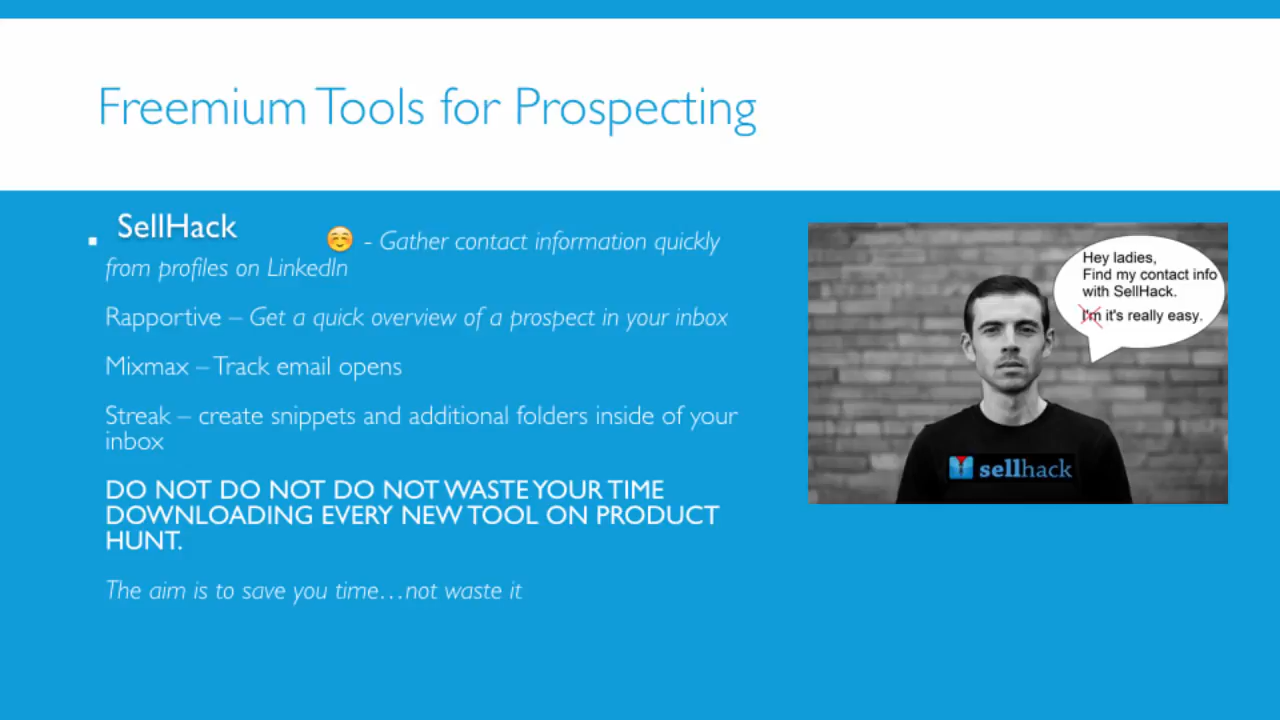 Freemium Tools for Prospecting
▪ SellHack ☺️ - Gather contact information quickly
from profiles on LinkedIn
Rapportive – Get a quick overview of a prospect in your inbox
Mixmax – Track email opens
Streak – create snippets and additional folders inside of your
inbox
DO NOT DO NOT DO NOT WASTE YOUR TIME
DOWNLOADING EVERY NEW TOOL ON PRODUCT
HUNT.
The aim is to save you time…not waste it
Hey ladies,
Find my contact info
with SellHack.
I'm it's really easy.
sellhack